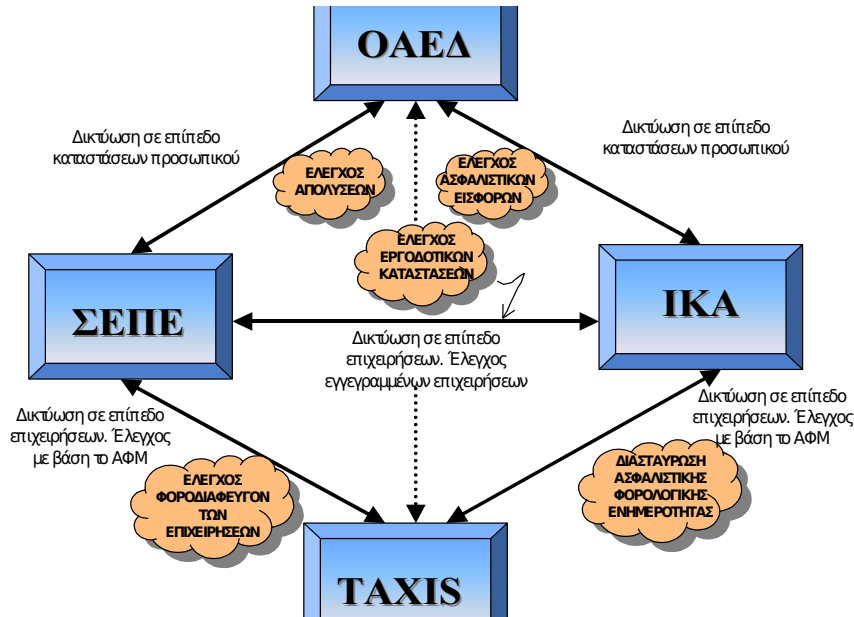 ΟΑΕΔ
Δικτύωση σε επίπεδο
καταστάσεων προσωπικού
Δικτύωση σε επίπεδο
καταστάσεων προσωπικού
ΕΛΕΓΧΟΣ
ΑΠΟΛΥΣΕΩΝ
ΕΛΕΓΧΟΣ
ΑΣΦΑΛΙΣΤΙΚΩΝ
ΕΙΣΦΟΡΩΝ
ΕΛΕΓΧΟΣ
ΕΡΓΟΔΟΤΙΚΩΝ
ΚΑΤΑΣΤΑΣΕΩΝ
ΣΕΠΕ
ΙΚΑ
Δικτύωση σε επίπεδο
επιχειρήσεων. Έλεγχος
εγγεγραμμένων επιχειρήσεων
Δικτύωση σε επίπεδο
επιχειρήσεων. Έλεγχος
με βάση το ΑΦΜ
Δικτύωση σε επίπεδο
επιχειρήσεων. Έλεγχος
με βάση το ΑΦΜ
ΕΛΕΓΧΟΣ
ΦΟΡΟΔΙΑΦΕΥΓΟΝ
ΤΩΝ
ΕΠΙΧΕΙΡΗΣΕΩΝ
ΔΙΑΣΤΑΥΡΩΣΗ
ΑΣΦΑΛΙΣΤΙΚΗΣ
ΦΟΡΟΛΟΓΙΚΗΣ
ΕΝΗΜΕΡΟΤΗΤΑΣ
TAXIS